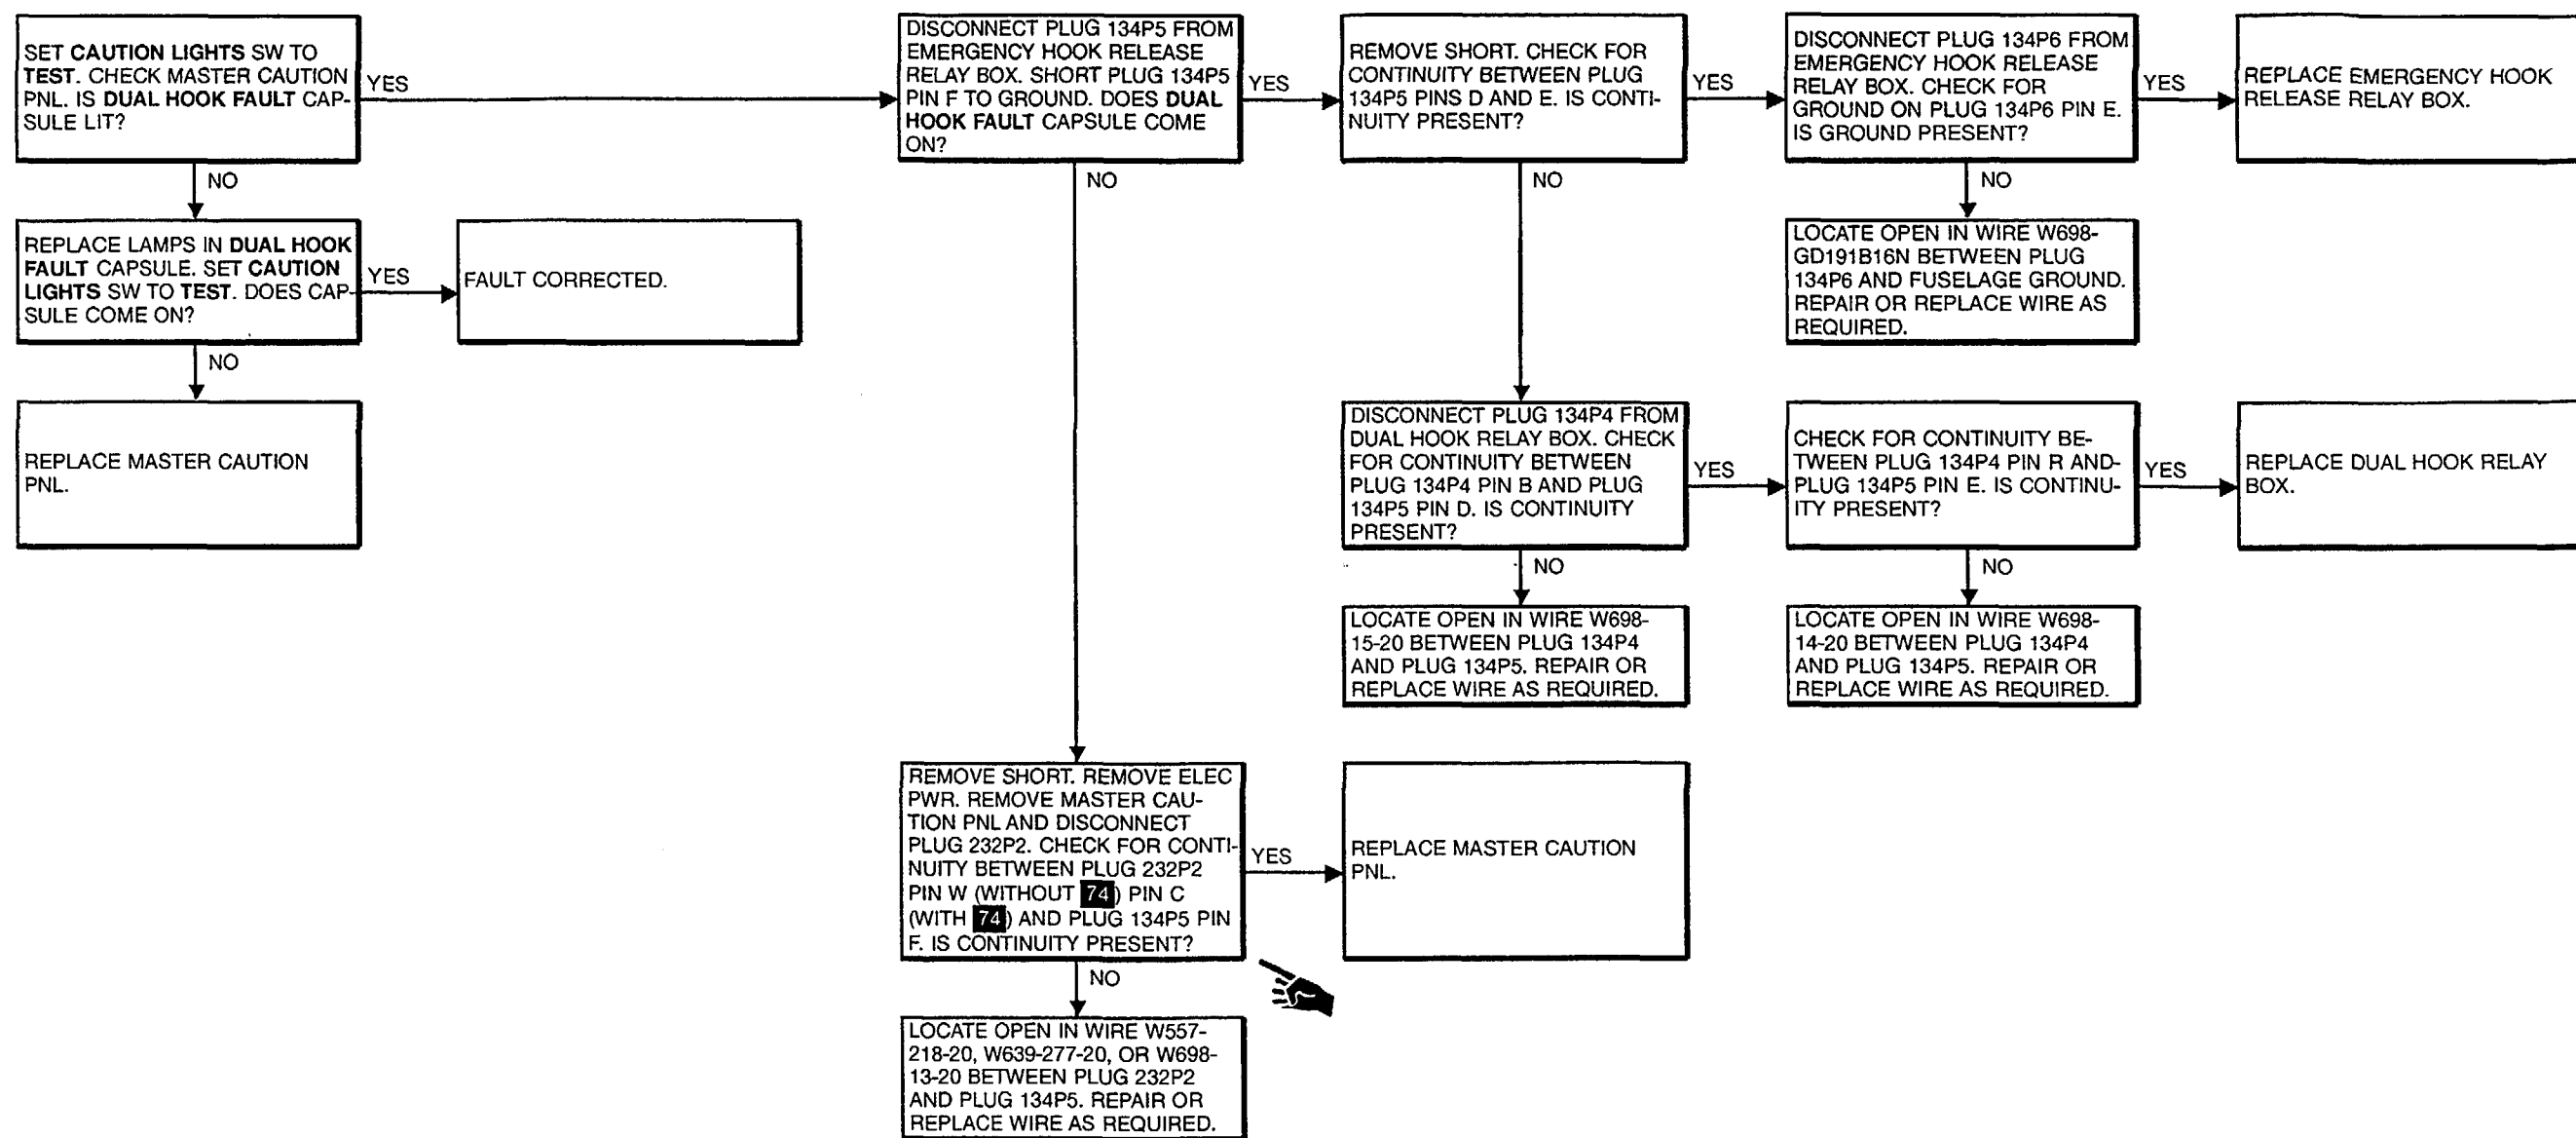 SET CAUTION LIGHTS SW TO
TEST. CHECK MASTER CAUTION
PNL. IS DUAL HOOK FAULT CAP-
SULE LIT?
YES
NO
DISCONNECT PLUG 134P5 FROM
EMERGENCY HOOK RELEASE
RELAY BOX. SHORT PLUG 134P5
PIN F TO GROUND. DOES DUAL
HOOK FAULT CAPSULE COME
ON?
YES
NO
REMOVE SHORT. CHECK FOR
CONTINUITY BETWEEN PLUG
134P5 PINS D AND E. IS CONTI-
NUITY PRESENT?
YES
NO
DISCONNECT PLUG 134P6 FROM
EMERGENCY HOOK RELEASE
RELAY BOX. CHECK FOR
GROUND ON PLUG 134P6 PIN E.
IS GROUND PRESENT?
YES
NO
REPLACE EMERGENCY HOOK
RELEASE RELAY BOX.
REPLACE LAMPS IN DUAL HOOK
FAULT CAPSULE. SET CAUTION
LIGHTS SW TO TEST. DOES CAP-
SULE COME ON?
YES
NO
FAULT CORRECTED.
LOCATE OPEN IN WIRE W698-
GD191B16N BETWEEN PLUG
134P6 AND FUSELAGE GROUND.
REPAIR OR REPLACE WIRE AS
REQUIRED.
REPLACE MASTER CAUTION
PNL.
DISCONNECT PLUG 134P4 FROM
DUAL HOOK RELAY BOX. CHECK
FOR CONTINUITY BETWEEN
PLUG 134P4 PIN B AND PLUG
134P5 PIN D. IS CONTINUITY
PRESENT?
YES
NO
CHECK FOR CONTINUITY BE-
TWEEN PLUG 134P4 PIN R AND
PLUG 134P5 PIN E. IS CONTINU-
ITY PRESENT?
YES
NO
REPLACE DUAL HOOK RELAY
BOX.
LOCATE OPEN IN WIRE W698-
15-20 BETWEEN PLUG 134P4
AND PLUG 134P5. REPAIR OR
REPLACE WIRE AS REQUIRED.
LOCATE OPEN IN WIRE W698-
14-20 BETWEEN PLUG 134P4
AND PLUG 134P5. REPAIR OR
REPLACE WIRE AS REQUIRED.
REMOVE SHORT. REMOVE ELEC
PWR. REMOVE MASTER CAU-
TION PNL AND DISCONNECT
PLUG 232P2. CHECK FOR CONTI-
NUITY BETWEEN PLUG 232P2
PIN W (WITHOUT 74) PIN C
(WITH 74) AND PLUG 134P5 PIN
F. IS CONTINUITY PRESENT?
YES
NO
REPLACE MASTER CAUTION
PNL.
LOCATE OPEN IN WIRE W557-
218-20, W639-277-20, OR W698-
13-20 BETWEEN PLUG 232P2
AND PLUG 134P5. REPAIR OR
REPLACE WIRE AS REQUIRED.